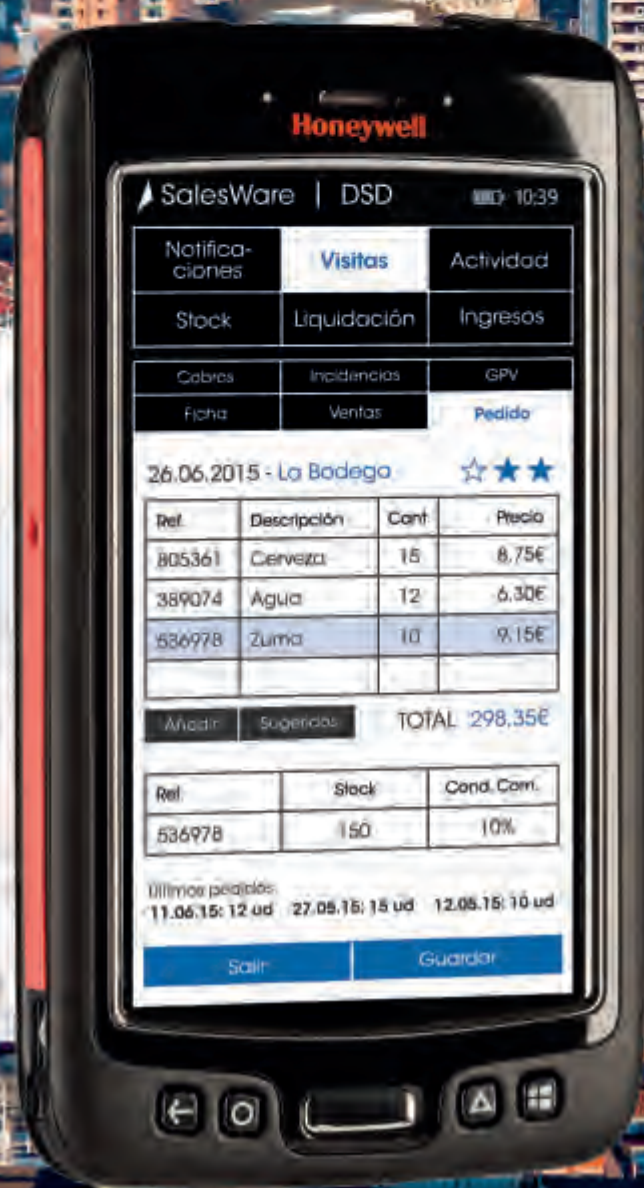 Honeywell
SalesWare | DSD 10:39
Notifica- Visitas Actividad
ciones
Stock Liquidación Ingresos
Cobros Incidencias GPV
Ficha Ventas Pedido
26.06.2015 - La Bodega
Ref. Descripción Cant Precio
805361 Cerveza 15 8.75€
389074 Agua 12 6.30€
536978 Zumo 10 9.15€
Añadir Sugeridos TOTAL 298,35€
Ref. Stock Cond. Com.
536978 150 10%
Últimos pedidos:
11.06.15: 12 ud 27.05.15: 15 ud 12.05.15: 10 ud
Salir Guardar